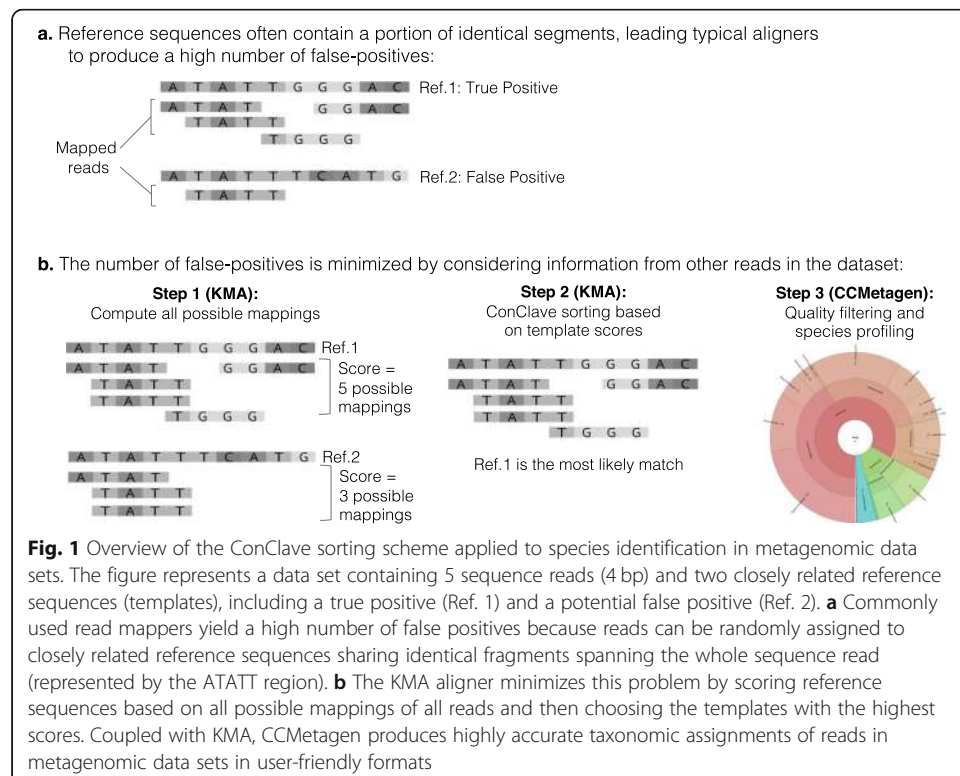 a. Reference sequences often contain a portion of identical segments, leading typical aligners
to produce a high number of false-positives:
A T A T T G G G A C Ref.1: True Positive
A T A T G G A C
T A T T
T G G G
Mapped
reads
A T A T T T C A T G Ref.2: False Positive
T A T T
b. The number of false-positives is minimized by considering information from other reads in the dataset:
Step 1 (KMA):
Compute all possible mappings
A T A T T G G G A C Ref.1
A T A T G G A C
T A T T
T A T T
T G G G
Score =
5 possible
mappings
A T A T T T C A T G Ref.2
A T A T
T A T T
T A T T
Score =
3 possible
mappings
Step 2 (KMA):
ConClave sorting based
on template scores
A T A T T G G G A C
A T A T G G A C
T A T T
T A T T
T G G G
Ref.1 is the most likely match
Step 3 (CCMetagen):
Quality filtering and
species profiling
Fig. 1 Overview of the ConClave sorting scheme applied to species identification in metagenomic data
sets. The figure represents a data set containing 5 sequence reads (4 bp) and two closely related reference
sequences (templates), including a true positive (Ref. 1) and a potential false positive (Ref. 2). a Commonly
used read mappers yield a high number of false positives because reads can be randomly assigned to
closely related reference sequences sharing identical fragments spanning the whole sequence read
(represented by the ATATT region). b The KMA aligner minimizes this problem by scoring reference
sequences based on all possible mappings of all reads and then choosing the templates with the highest
scores. Coupled with KMA, CCMetagen produces highly accurate taxonomic assignments of reads in
metagenomic data sets in user-friendly formats